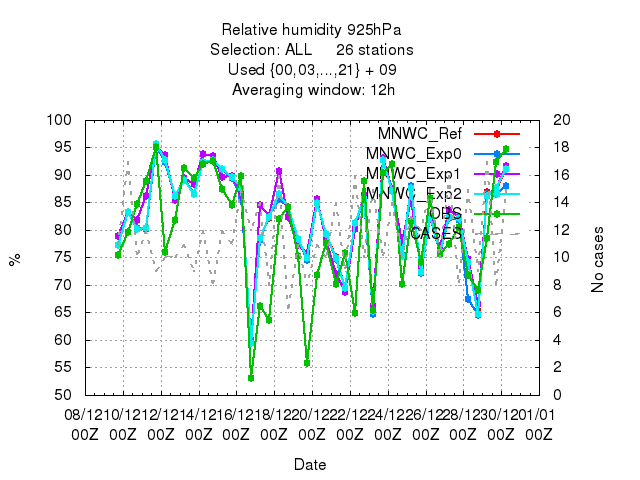 Relative humidity 925hPa
Selection: ALL 26 stations
Used {00,03,...,21} + 09
Averaging window: 12h
100 20
95 MNWC_Ref 18
90 MNWC_Exp0 16
85 MNWC_Exp1 14
80 MNWC_Exp2 12
75 OBS 10
70 CASES 8
65 6
60 4
55 2
50 0
%
No cases
08/12 10/12 12/12 14/12 16/12 18/12 20/12 22/12 24/12 26/12 28/12 30/12 01/01
00Z 00Z 00Z 00Z 00Z 00Z 00Z 00Z 00Z 00Z 00Z 00Z 00Z
Date